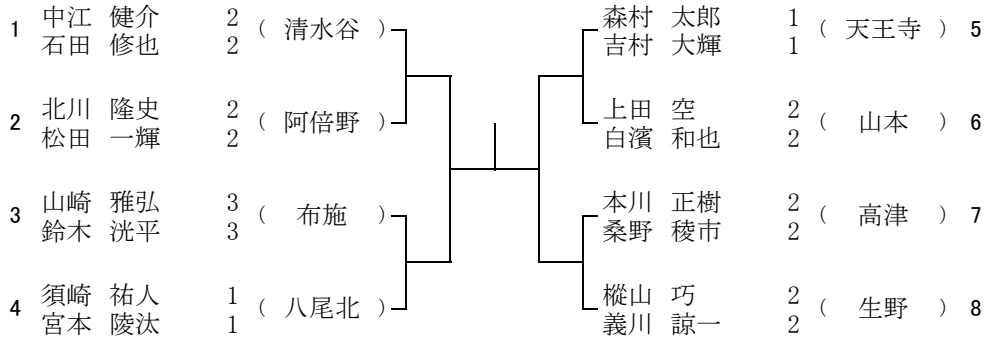 1 中江 健介 2 ( 清水谷 )
石田 修也 2
2 北川 隆史 2 ( 阿倍野 )
松田 一輝 2
3 山崎 雅弘 3 ( 布施 )
鈴木 洸平 3
4 須崎 祐人 1 ( 八尾北 )
宮本 陵汰 1
森村 太郎 1 ( 天王寺 ) 5
吉村 大輝 1
上田 空 2 ( 山本 ) 6
白濱 和也 2
本川 正樹 2 ( 高津 ) 7
桑野 稜市 2
樅山 巧 2 ( 生野 ) 8
義川 諒一 2